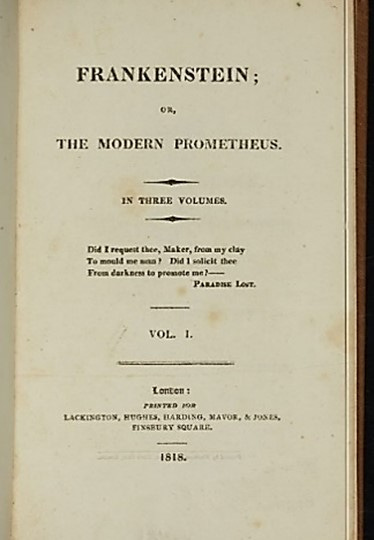 FRANKENSTEIN;
OR,
THE MODERN PROMETHEUS.
IN THREE VOLUMES.
Did I request thee, Maker, from my clay
To mould me man? Did I solicit thee
From darkness to promote me?——
PARADISE LOST.
VOL. I.
London:
PRINTED FOR
LACKINGTON, HUGHES, HARDING, MAVOR, & JONES,
FINSBURY SQUARE.
1818.